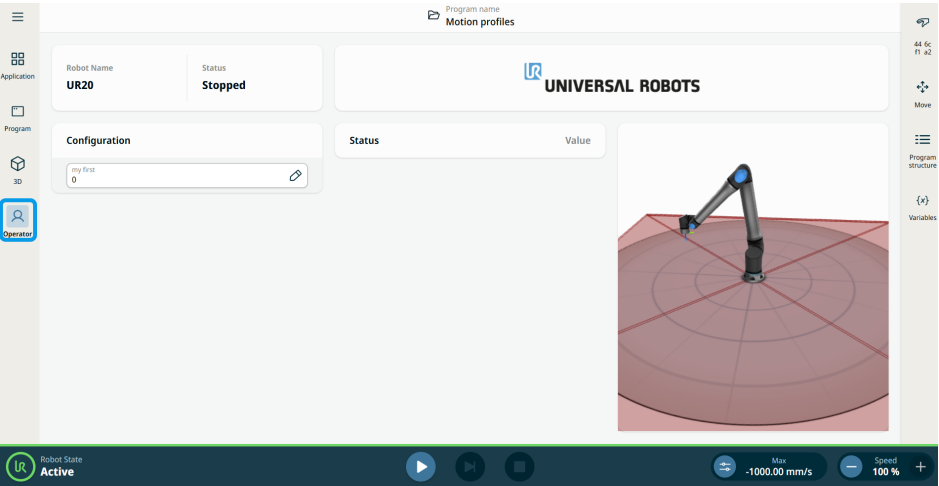 Program name
Motion profiles
Application
Program
3D
Operator
Robot Name
UR20
Status
Stopped
UR
UNIVERSAL ROBOTS
Configuration
my first
0
Status
Value
44 6c
f1 a2
Move
Program
structure
{x}
Variables
UR
Robot State
Active
Max
-1000.00 mm/s
Speed
100 %